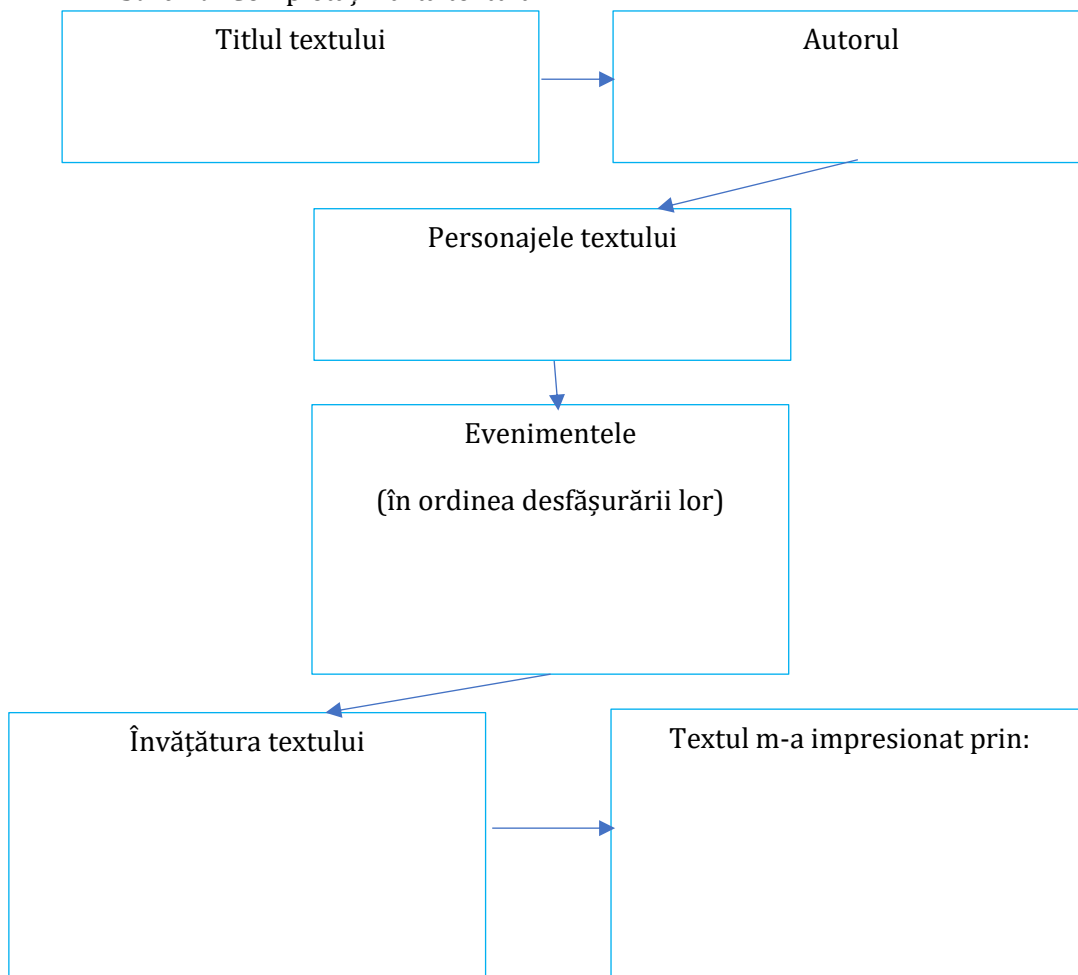 Titlul textului
Autorul
Personajele textului
Evenimentele
(în ordinea desfășurării lor)
Învățătura textului
Textul m-a impresionat prin: